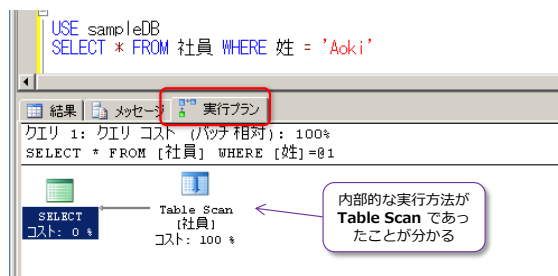 USE sampleDB
SELECT * FROM 社員 WHERE 姓 = 'Aoki'
結果 メッセージ 実行プラン
クエリ 1: クエリ コスト (バッチ相対): 100%
SELECT * FROM [社員] WHERE [姓]=@1
SELECT
コスト: 0 %
Table Scan
[社員]
コスト: 100 %
内部的な実行方法が
Table Scan であっ
たことが分かる